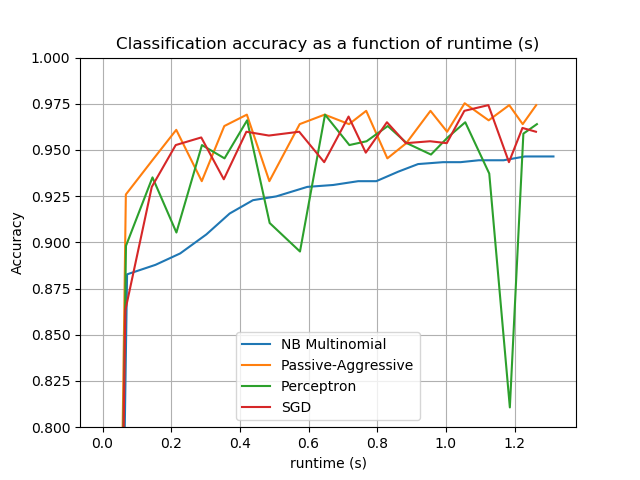 Classification accuracy as a function of runtime (s)
1.000
0.975
0.950
0.925
0.900
0.875
0.850
0.825
0.800
Accuracy
NB Multinomial
Passive-Aggressive
Perceptron
SGD
0.0 0.2 0.4 0.6 0.8 1.0 1.2
runtime (s)